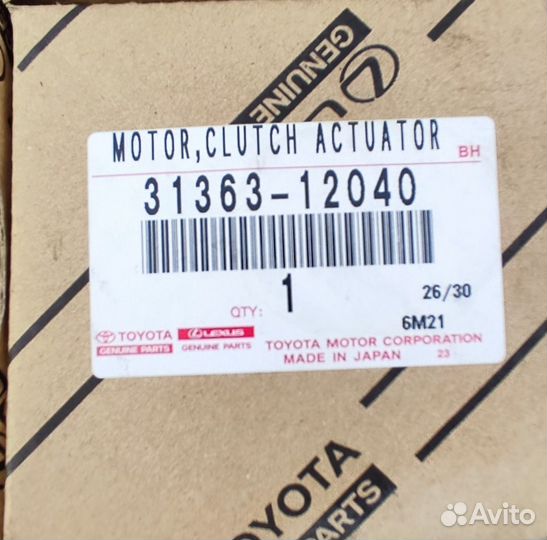 GENUINE
MOTOR,CLUTCH ACTUATOR
BH
31363-12040
QTY: 1
26/30
6M21
TOYOTA LEXUS
GENUINE PARTS GENUINE PARTS
TOYOTA MOTOR CORPORATION
MADE IN JAPAN 23
TOYOTA
PARTS
Avito